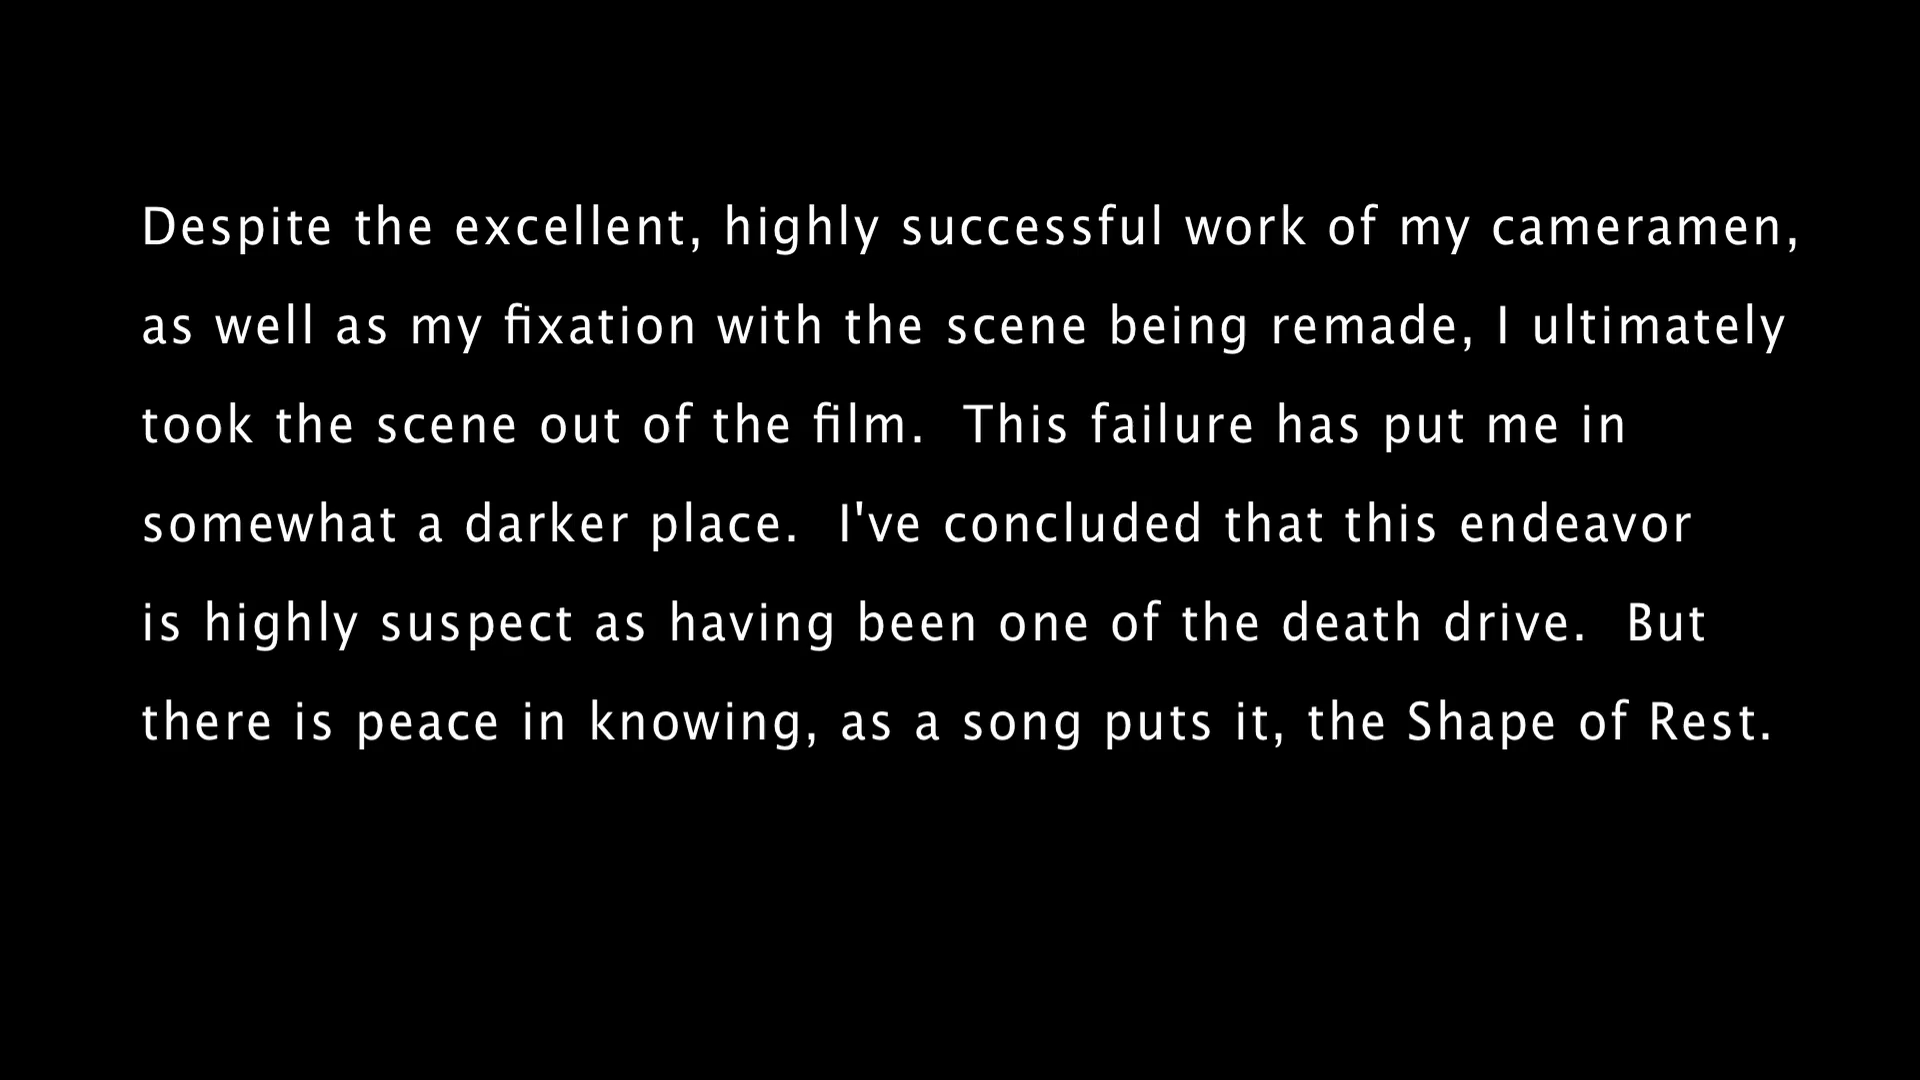 Despite the excellent, highly successful work of my cameramen,
as well as my fixation with the scene being remade, I ultimately
took the scene out of the film.  This failure has put me in
somewhat a darker place.  I've concluded that this endeavor
is highly suspect as having been one of the death drive.  But
there is peace in knowing, as a song puts it, the Shape of Rest.